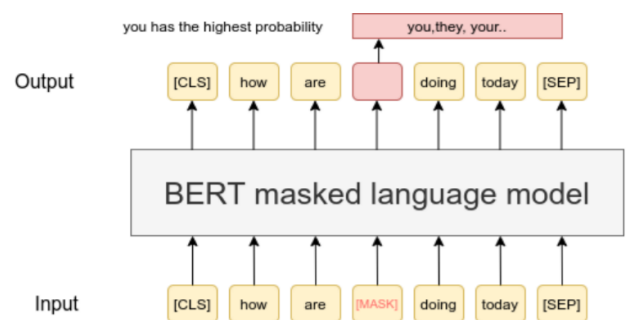 you has the highest probability you,they, your..
Output [CLS] how are doing today [SEP]
BERT masked language model
Input [CLS] how are [MASK] doing today [SEP]